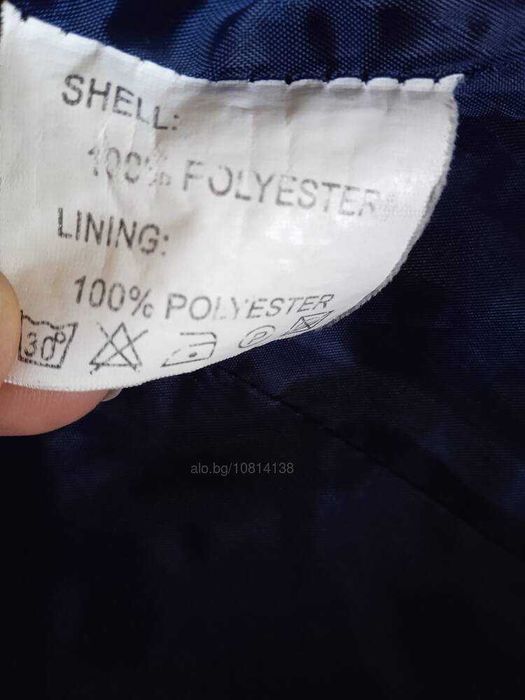 SHELL:
100% POLYESTER
LINING:
100% POLYESTER
30° P
alo.bg/10814138